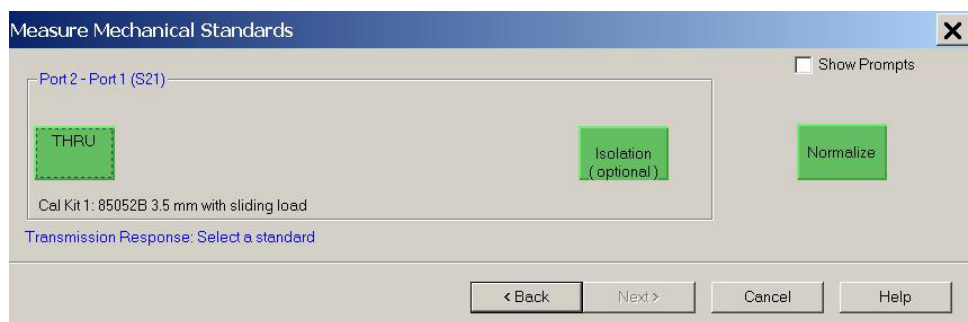 Measure Mechanical Standards
Show Prompts
Port 2 - Port 1 (S21)
THRU
Isolation
(optional)
Normalize
Cal Kit 1: 85052B 3.5 mm with sliding load
Transmission Response: Select a standard
< Back
Next >
Cancel
Help